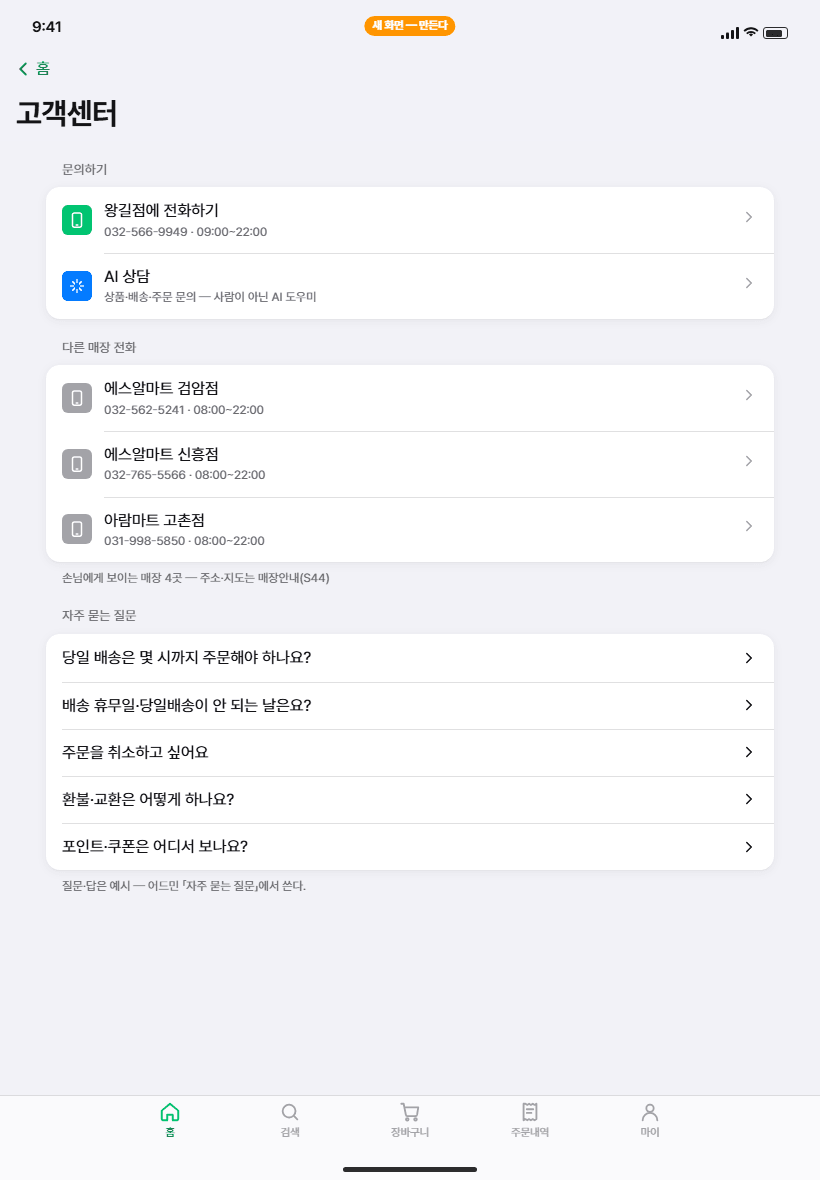 9:41
새 화면 — 만든다
홈
고객센터
문의하기
왕길점에 전화하기
032-566-9949 · 09:00~22:00
AI 상담
상품·배송·주문 문의 — 사람이 아닌 AI 도우미
다른 매장 전화
에스알마트 검암점
032-562-5241 · 08:00~22:00
에스알마트 신흥점
032-765-5566 · 08:00~22:00
아람마트 고촌점
031-998-5850 · 08:00~22:00
손님에게 보이는 매장 4곳 — 주소·지도는 매장안내(S44)
자주 묻는 질문
당일 배송은 몇 시까지 주문해야 하나요?
배송 휴무일·당일배송이 안 되는 날은요?
주문을 취소하고 싶어요
환불·교환은 어떻게 하나요?
포인트·쿠폰은 어디서 보나요?
질문·답은 예시 — 어드민 「자주 묻는 질문」에서 쓴다.
홈
검색
장바구니
주문내역
마이